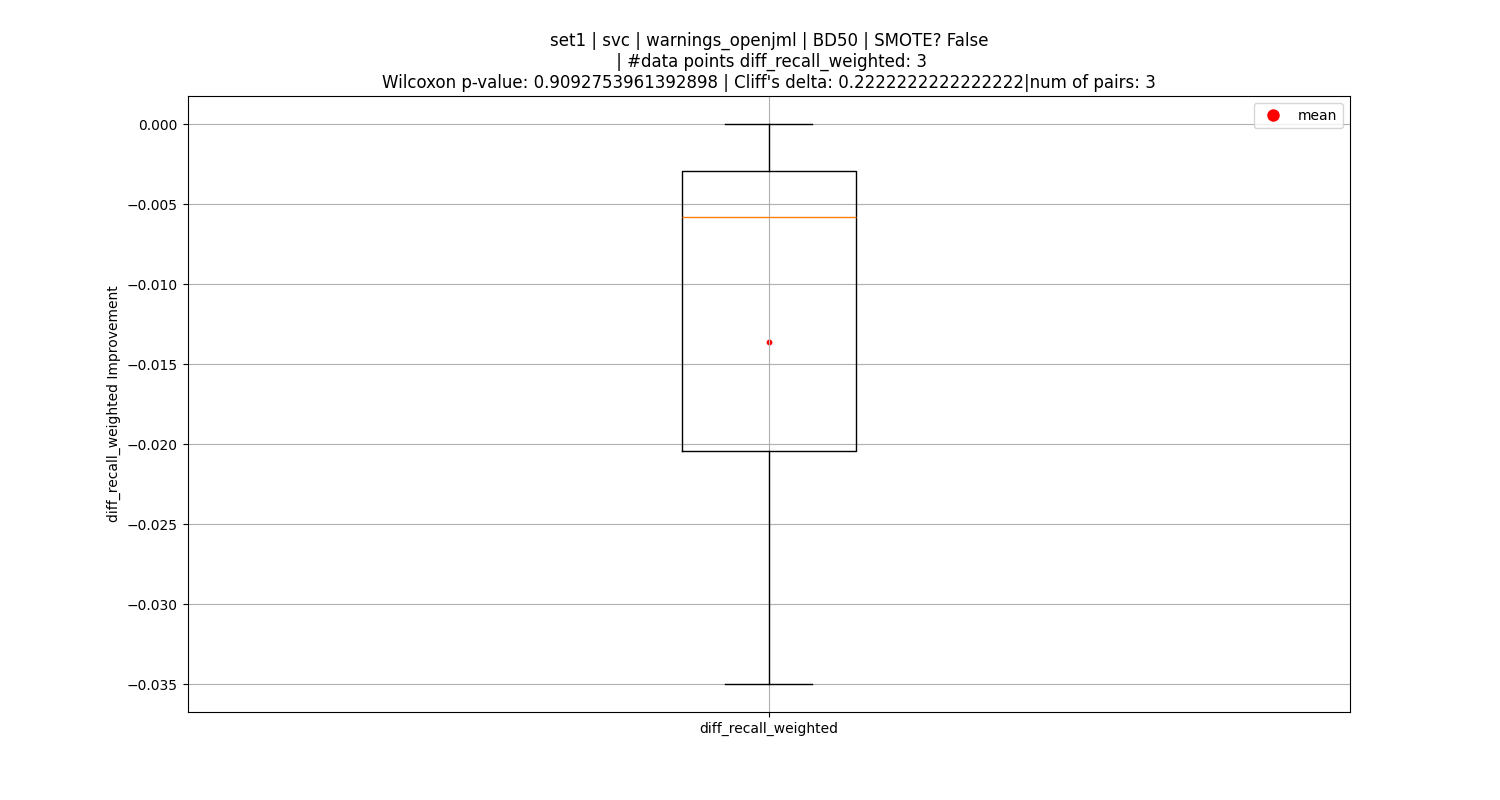 set1 | svc | warnings_openjml | BD50 | SMOTE? False
| #data points diff_recall_weighted: 3
Wilcoxon p-value: 0.9092753961392898 | Cliff's delta: 0.2222222222222222|num of pairs: 3
mean
0.000
−0.005
−0.010
−0.015
−0.020
−0.025
−0.030
−0.035
diff_recall_weighted Improvement
diff_recall_weighted